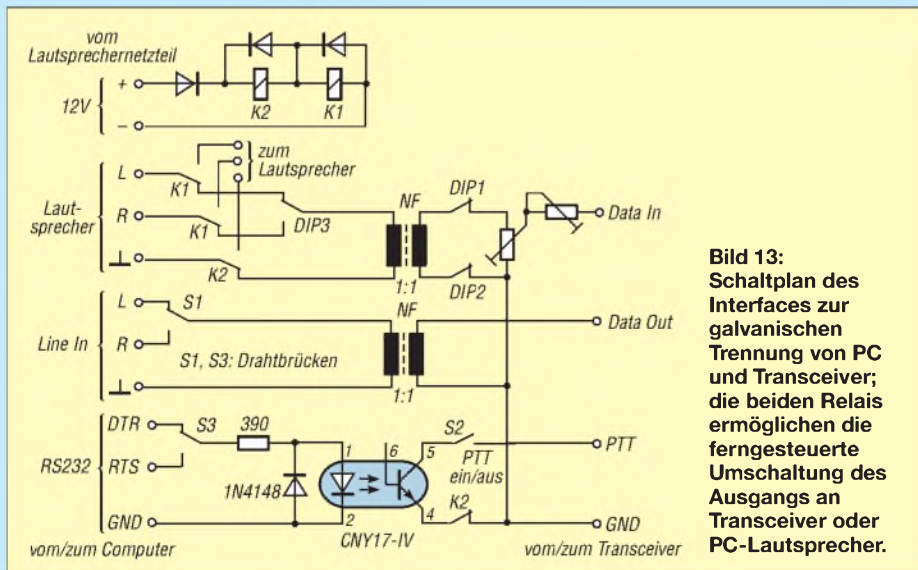 vom
Lautsprechernetzteil
12V
+
–
K2
K1
zum
Lautsprecher
Laut-
sprecher
L
R
⊥
K1
K1
K2
DIP3
NF
1:1
DIP1
DIP2
Data In
Line In
L
R
⊥
S1
S1, S3: Drahtbrücken
NF
1:1
Data Out
RS232
DTR
RTS
GND
S3
390
1N4148
1
2
6
5
4
CNY17-IV
S2
PTT
ein/aus
K2
PTT
GND
vom/zum Computer
vom/zum Transceiver
Bild 13:
Schaltplan des
Interfaces zur
galvanischen
Trennung von PC
und Transceiver;
die beiden Relais
ermöglichen die
ferngesteuerte
Umschaltung des
Ausgangs an
Transceiver oder
PC-Lautsprecher.